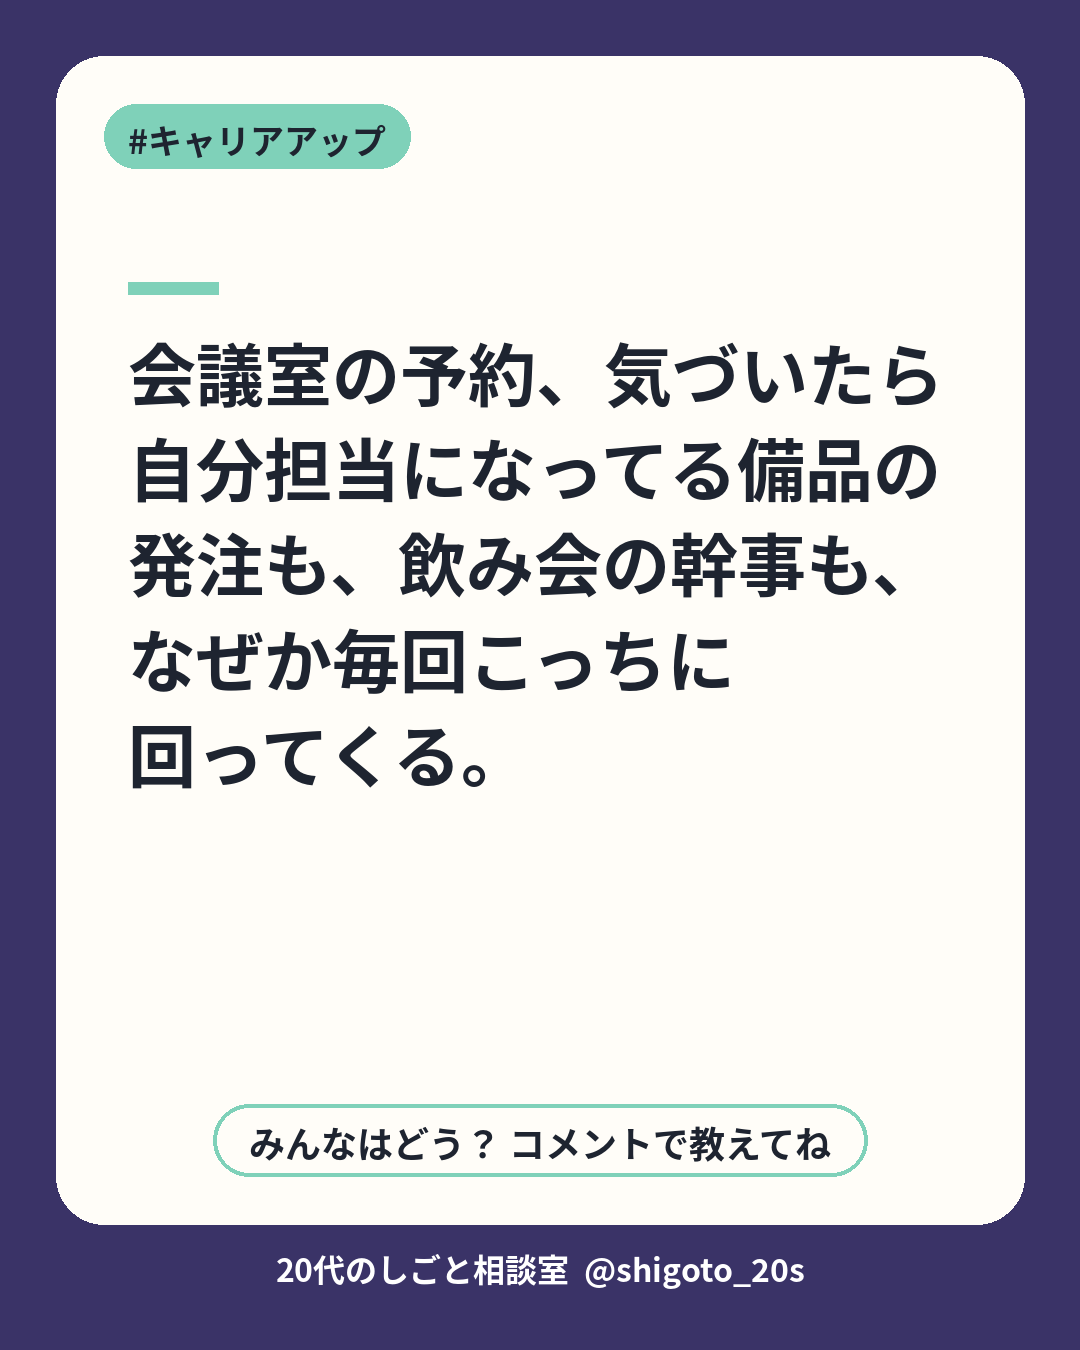 #キャリアアップ
会議室の予約、気づいたら
自分担当になってる備品の
発注も、飲み会の幹事も、
なぜか毎回こっちに
回ってくる。
みんなはどう？ コメントで教えてね
20代のしごと相談室 @shigoto_20s